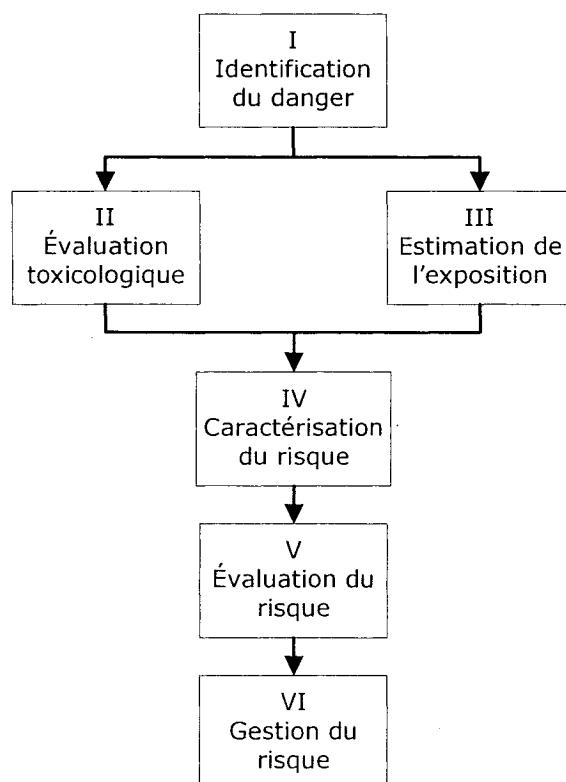 I
Identification
du danger
II
Évaluation
toxicologique
III
Estimation de
l'exposition
IV
Caractérisation
du risque
V
Évaluation du
risque
VI
Gestion du
risque